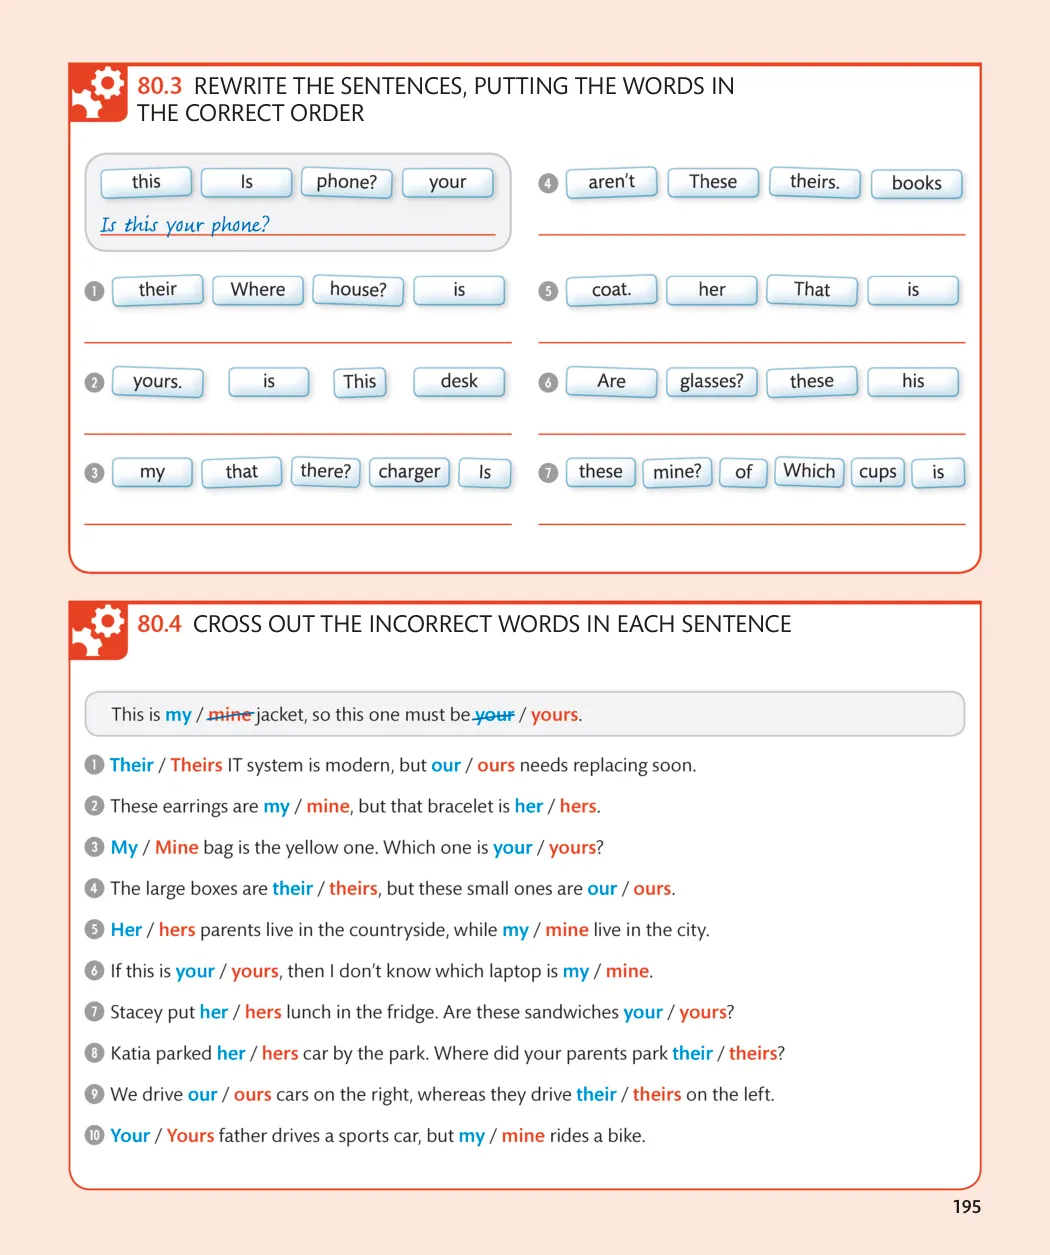 80.3 REWRITE THE SENTENCES, PUTTING THE WORDS IN
THE CORRECT ORDER
this Is phone? your
Is this your phone?
1 their Where house? is
2 yours. is This desk
3 my that there? charger Is
4 aren't These theirs. books
5 coat. her That is
6 Are glasses? these his
7 these mine? of Which cups is
80.4 CROSS OUT THE INCORRECT WORDS IN EACH SENTENCE
This is my / mine jacket, so this one must be your / yours.
1 Their / Theirs IT system is modern, but our / ours needs replacing soon.
2 These earrings are my / mine, but that bracelet is her / hers.
3 My / Mine bag is the yellow one. Which one is your / yours?
4 The large boxes are their / theirs, but these small ones are our / ours.
5 Her / hers parents live in the countryside, while my / mine live in the city.
6 If this is your / yours, then I don't know which laptop is my / mine.
7 Stacey put her / hers lunch in the fridge. Are these sandwiches your / yours?
8 Katia parked her / hers car by the park. Where did your parents park their / theirs?
9 We drive our / ours cars on the right, whereas they drive their / theirs on the left.
10 Your / Yours father drives a sports car, but my / mine rides a bike.
195